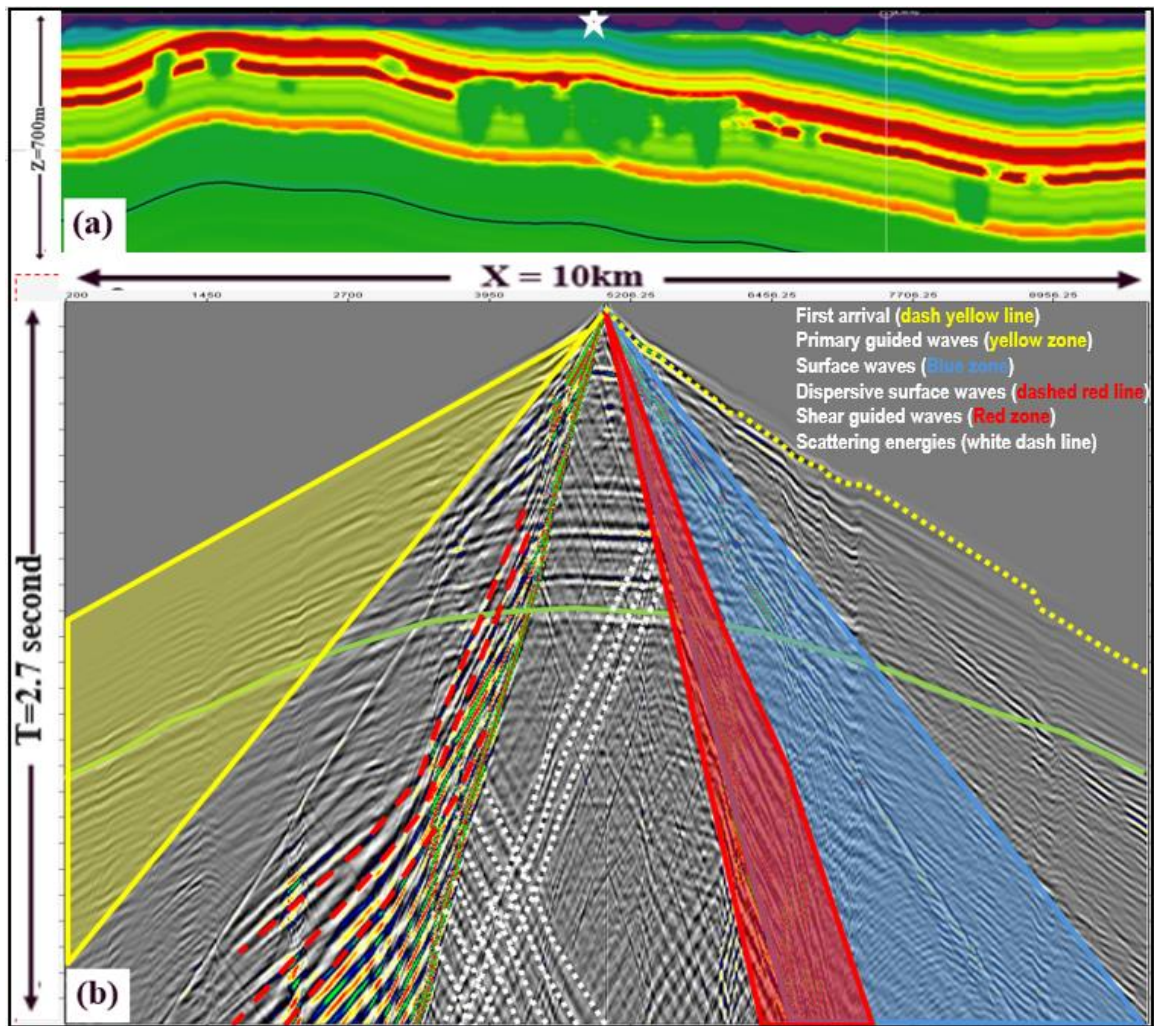 Z=700m
(a)
X = 10km
200 1450 2700 3950 5206.25 6456.25 7706.25 8956.25
First arrival (dash yellow line)
Primary guided waves (yellow zone)
Surface waves (Blue zone)
Dispersive surface waves (dashed red line)
Shear guided waves (Red zone)
Scattering energies (white dash line)
T=2.7 second
(b)